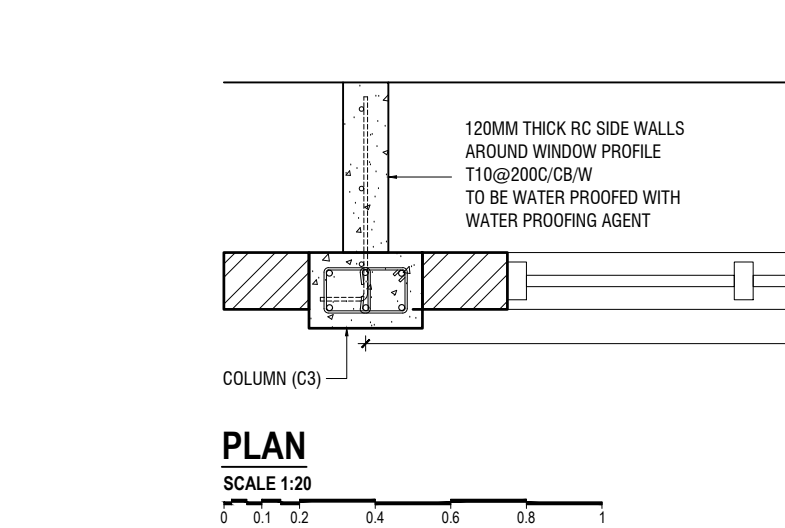 120MM THICK RC SIDE WALLS
AROUND WINDOW PROFILE
T10@200C/CB/W
TO BE WATER PROOFED WITH
WATER PROOFING AGENT
COLUMN (C3)
PLAN
SCALE 1:20
0 0.1 0.2 0.4 0.6 0.8 1